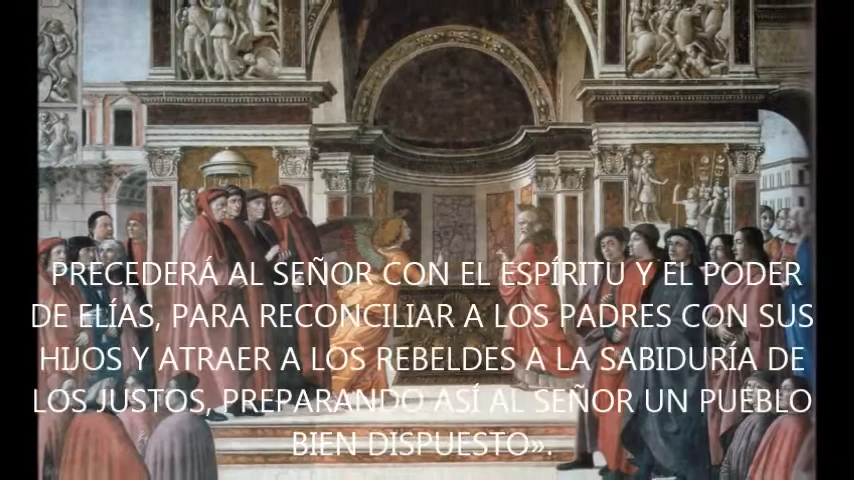 PRECEDERÁ AL SEÑOR CON EL ESPÍRITU Y EL PODER
DE ELÍAS, PARA RECONCILIAR A LOS PADRES CON SUS
HIJOS Y ATRAER A LOS REBELDES A LA SABIDURÍA DE
LOS JUSTOS, PREPARANDO ASÍ AL SEÑOR UN PUEBLO
BIEN DISPUESTO».